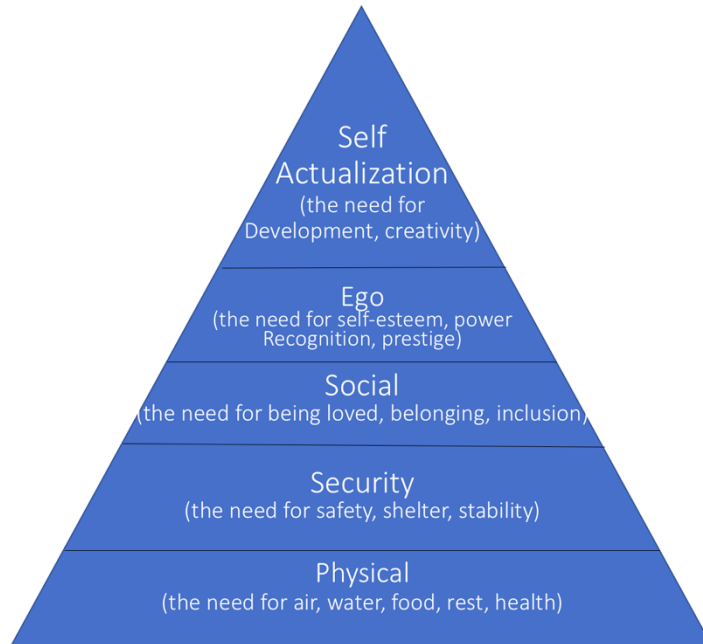 Self
Actualization
(the need for
Development, creativity)
Ego
(the need for self-esteem, power
Recognition, prestige)
Social
(the need for being loved, belonging, inclusion)
Security
(the need for safety, shelter, stability)
Physical
(the need for air, water, food, rest, health)